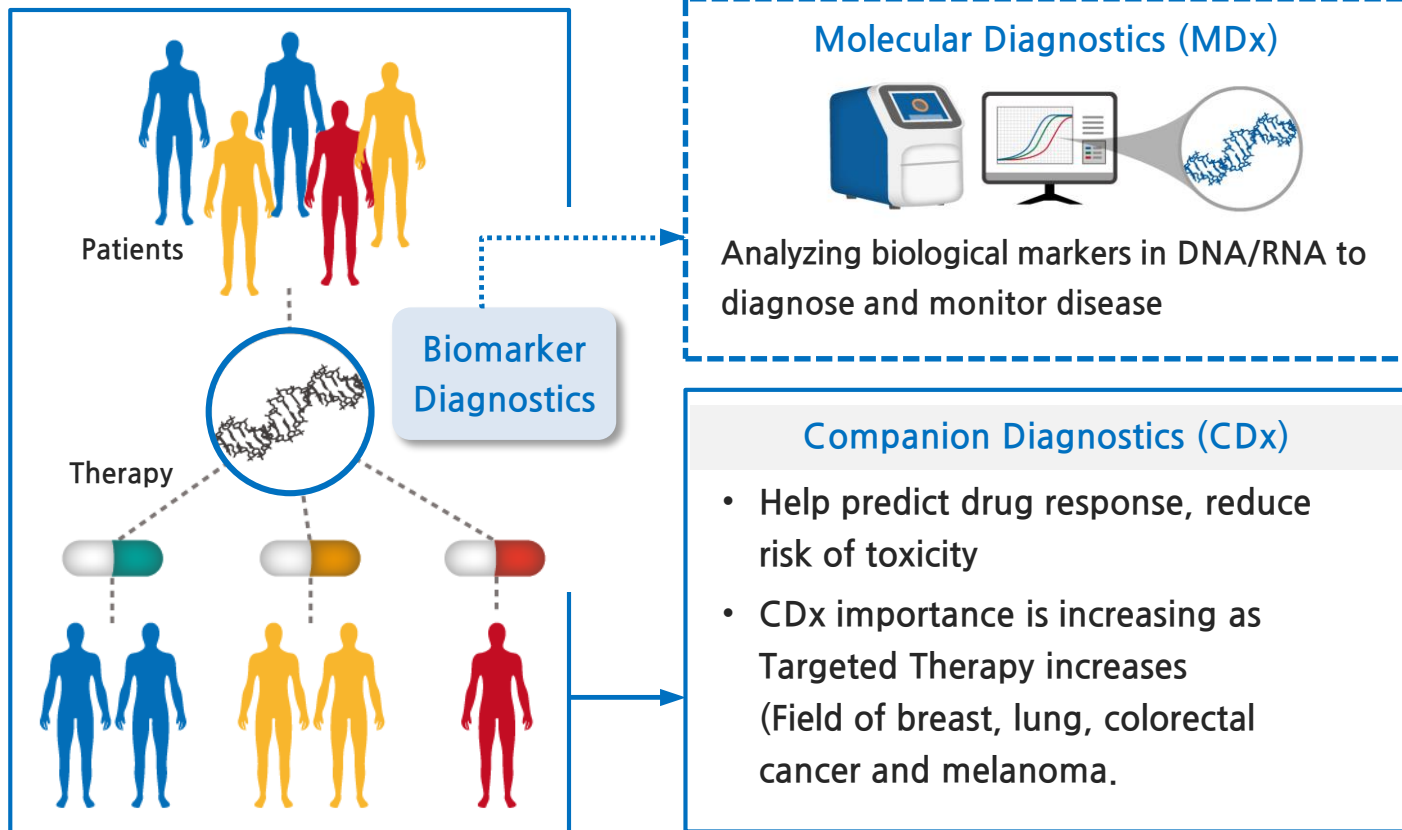 Patients
Therapy
Biomarker
Diagnostics
Molecular Diagnostics (MDx)
Analyzing biological markers in DNA/RNA to
diagnose and monitor disease
Companion Diagnostics (CDx)
• Help predict drug response, reduce
risk of toxicity
• CDx importance is increasing as
Targeted Therapy increases
(Field of breast, lung, colorectal
cancer and melanoma.